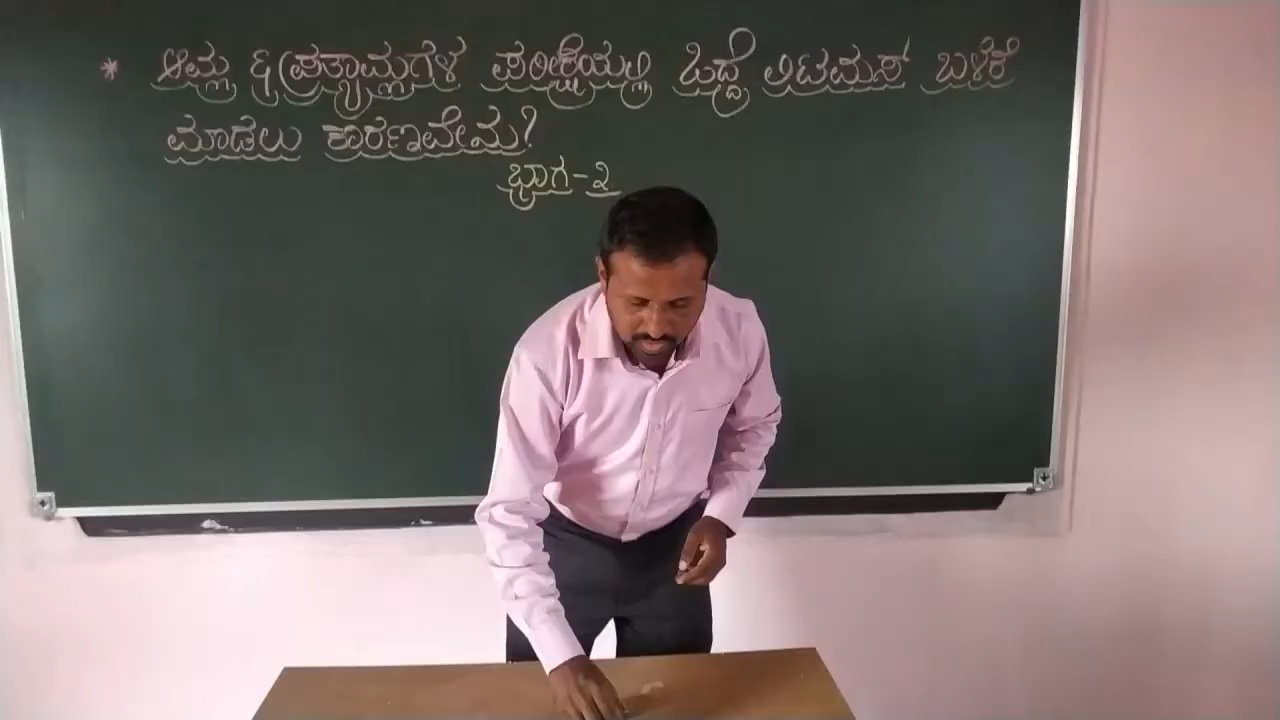 * ಆಮ್ಲ & ಪ್ರತ್ಯಾಮ್ಲಗಳ ಪರೀಕ್ಷೆಯಲ್ಲಿ ಒದ್ದೆ ಲಿಟಮಸ್ ಬಳಕೆ
ಮಾಡಲು ಕಾರಣವೇನು?
ಭಾಗ-೨